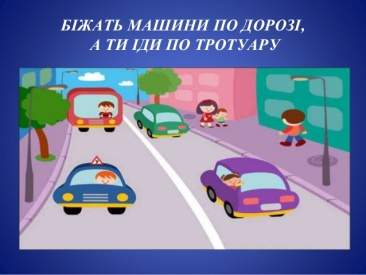 БІЖАТЬ МАШИНИ ПО ДОРОЗІ,
А ТИ ІДИ ПО ТРОТУАРУ